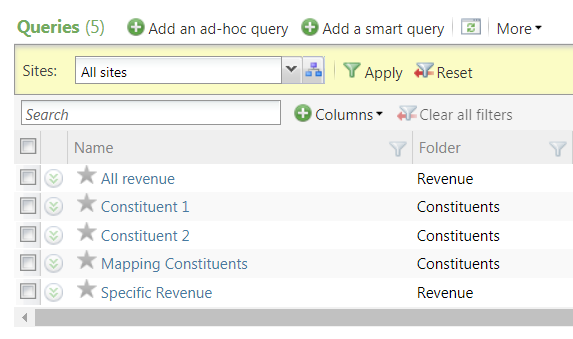 Queries (5) Add an ad-hoc query Add a smart query More
Sites: All sites Apply Reset
Search Columns Clear all filters
Name Folder
All revenue Revenue
Constituent 1 Constituents
Constituent 2 Constituents
Mapping Constituents Constituents
Specific Revenue Revenue